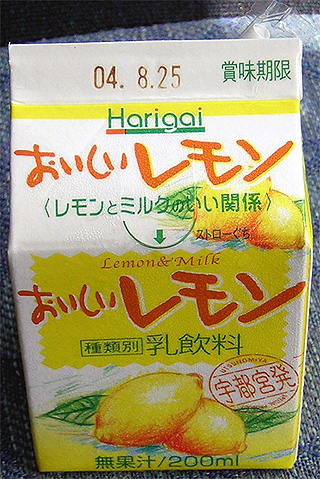 04. 8.25 賞味期限
Harigai
おいしいレモン
〈レモンとミルクのいい関係〉
ストローぐち
Lemon & Milk
おいしいレモン
種類別 乳飲料
UTSUNOMIYA
宇都宮発
無果汁/200ml